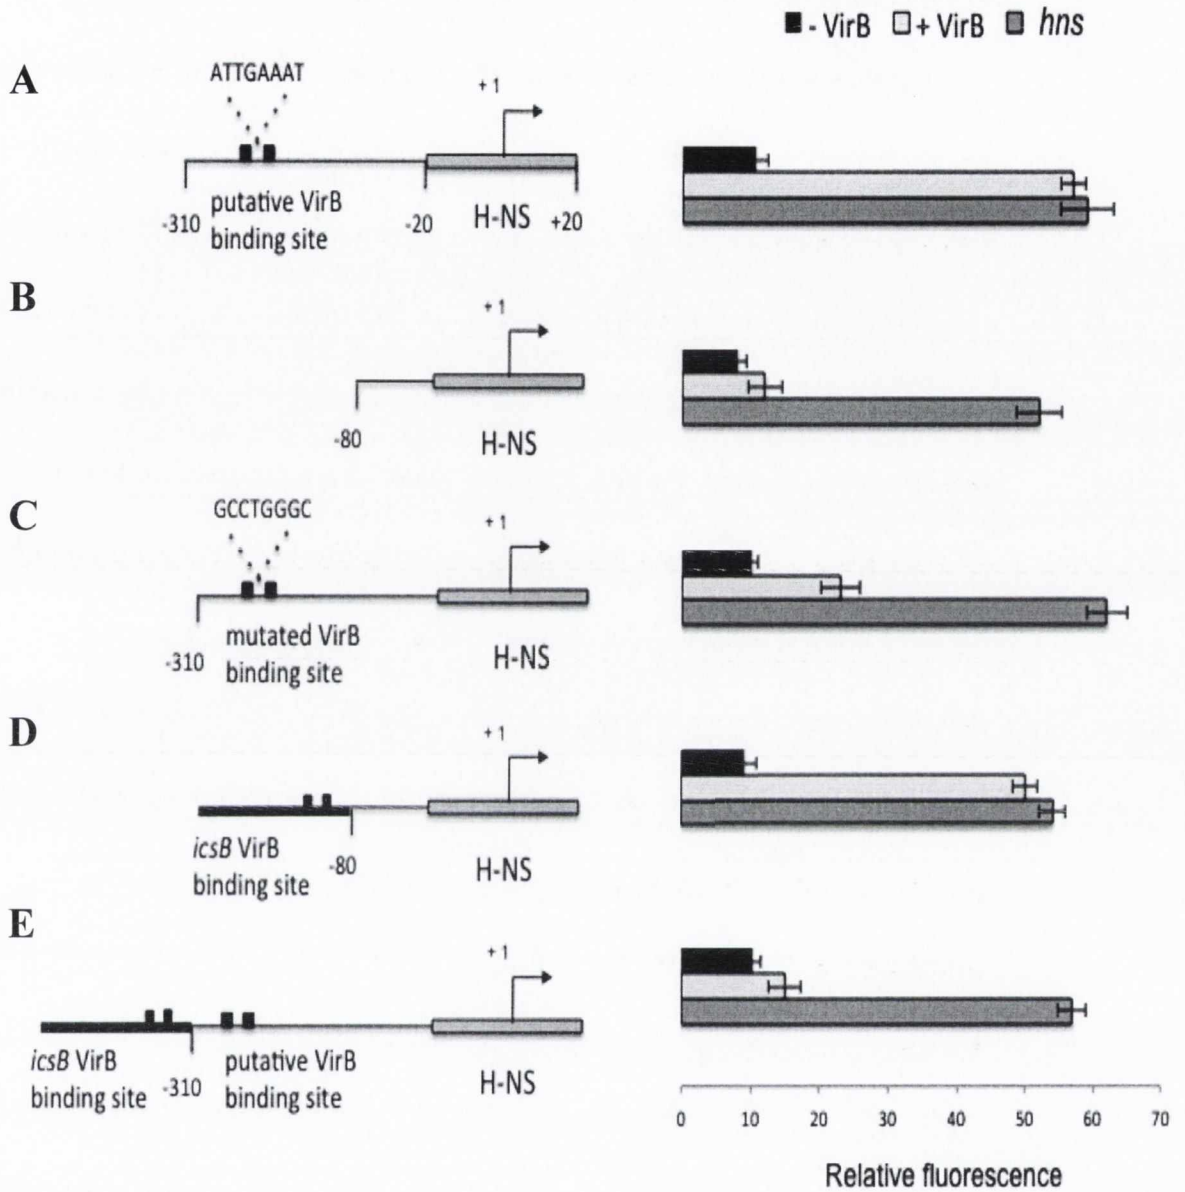 - VirB + VirB hns
A
ATTGAAAT
+ 1
-310
putative VirB
binding site
-20
H-NS
+20
B
+ 1
-80
H-NS
C
GCCTGGGC
+ 1
-310
mutated VirB
binding site
H-NS
D
+ 1
icsB VirB
binding site
-80
H-NS
E
+ 1
icsB VirB
binding site
-310
putative VirB
binding site
H-NS
0 10 20 30 40 50 60 70
Relative fluorescence